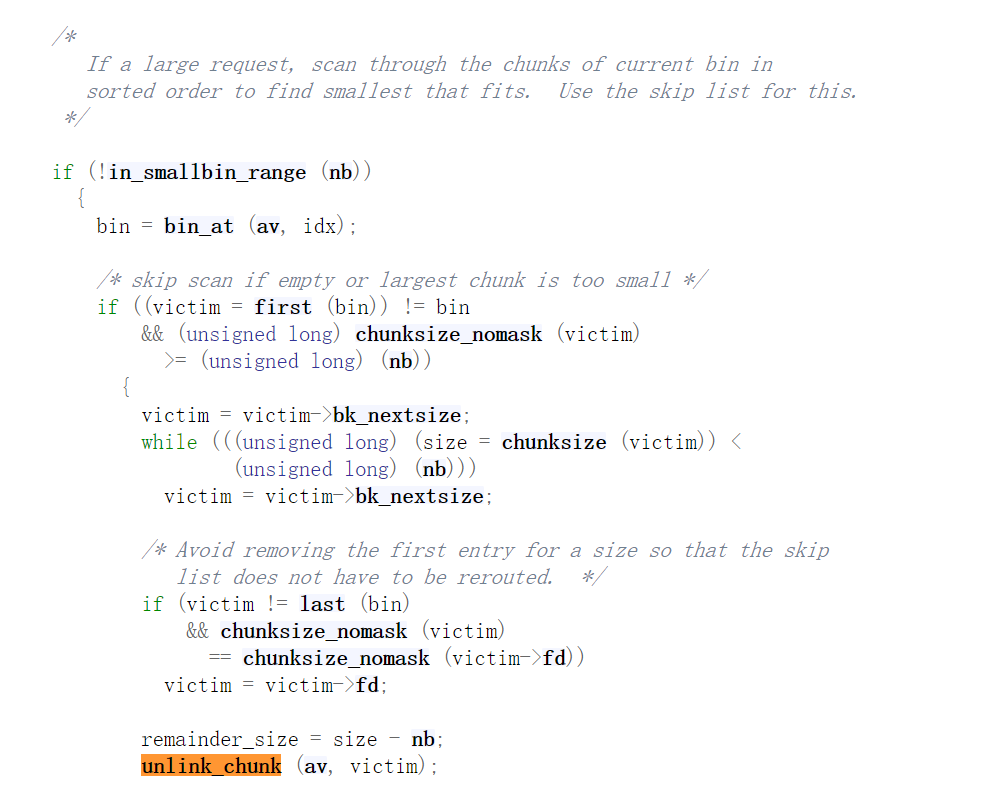 /*
If a large request, scan through the chunks of current bin in
sorted order to find smallest that fits.  Use the skip list for this.
*/
if (!in_smallbin_range (nb))
{
bin = bin_at (av, idx);
/* skip scan if empty or largest chunk is too small */
if ((victim = first (bin)) != bin
&& (unsigned long) chunksize_nomask (victim)
>= (unsigned long) (nb))
{
victim = victim->bk_nextsize;
while (((unsigned long) (size = chunksize (victim)) <
(unsigned long) (nb)))
victim = victim->bk_nextsize;
/* Avoid removing the first entry for a size so that the skip
list does not have to be rerouted.  */
if (victim != last (bin)
&& chunksize_nomask (victim)
== chunksize_nomask (victim->fd))
victim = victim->fd;
remainder_size = size - nb;
unlink_chunk (av, victim);